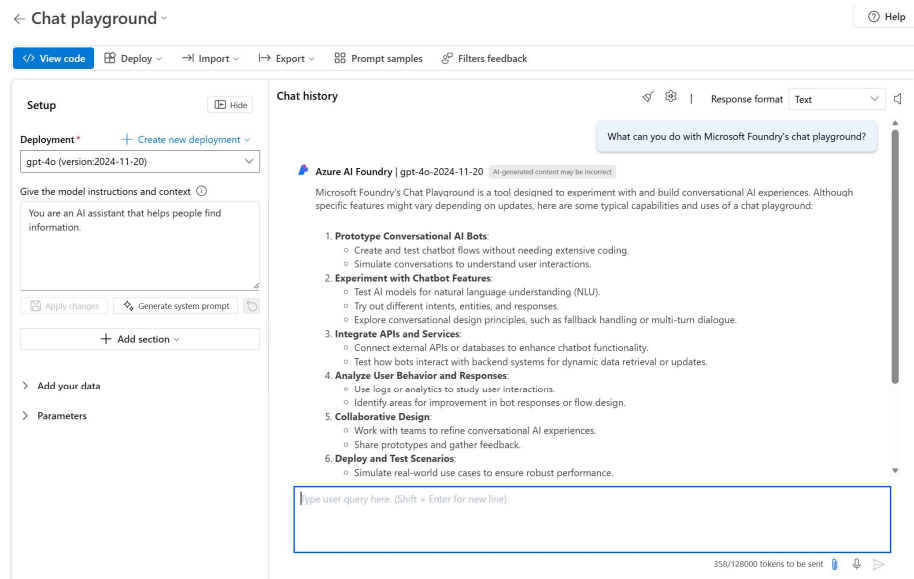 ← Chat playground
Help
View code Deploy Import Export Prompt samples Filters feedback
Setup
Hide
Deployment * Create new deployment
gpt-4o (version:2024-11-20)
Give the model instructions and context
You are an AI assistant that helps people find
information.
Apply changes Generate system prompt
Add section
Add your data
Parameters
Chat history
Response format Text
What can you do with Microsoft Foundry's chat playground?
Azure AI Foundry | gpt-4o-2024-11-20 AI-generated content may be incorrect
Microsoft Foundry's Chat Playground is a tool designed to experiment with and build conversational AI experiences. Although
specific features might vary depending on updates, here are some typical capabilities and uses of a chat playground:
1. Prototype Conversational AI Bots:
Create and test chatbot flows without needing extensive coding.
Simulate conversations to understand user interactions.
2. Experiment with Chatbot Features:
Test AI models for natural language understanding (NLU).
Try out different intents, entities, and responses.
Explore conversational design principles, such as fallback handling or multi-turn dialogue.
3. Integrate APIs and Services:
Connect external APIs or databases to enhance chatbot functionality.
Test how bots interact with backend systems for dynamic data retrieval or updates.
4. Analyze User Behavior and Responses:
Use logs or analytics to study user interactions.
Identify areas for improvement in bot responses or flow design.
5. Collaborative Design:
Work with teams to refine conversational AI experiences.
Share prototypes and gather feedback.
6. Deploy and Test Scenarios:
Simulate real-world use cases to ensure robust performance.
Type user query here. (Shift + Enter for new line)
358/128000 tokens to be sent